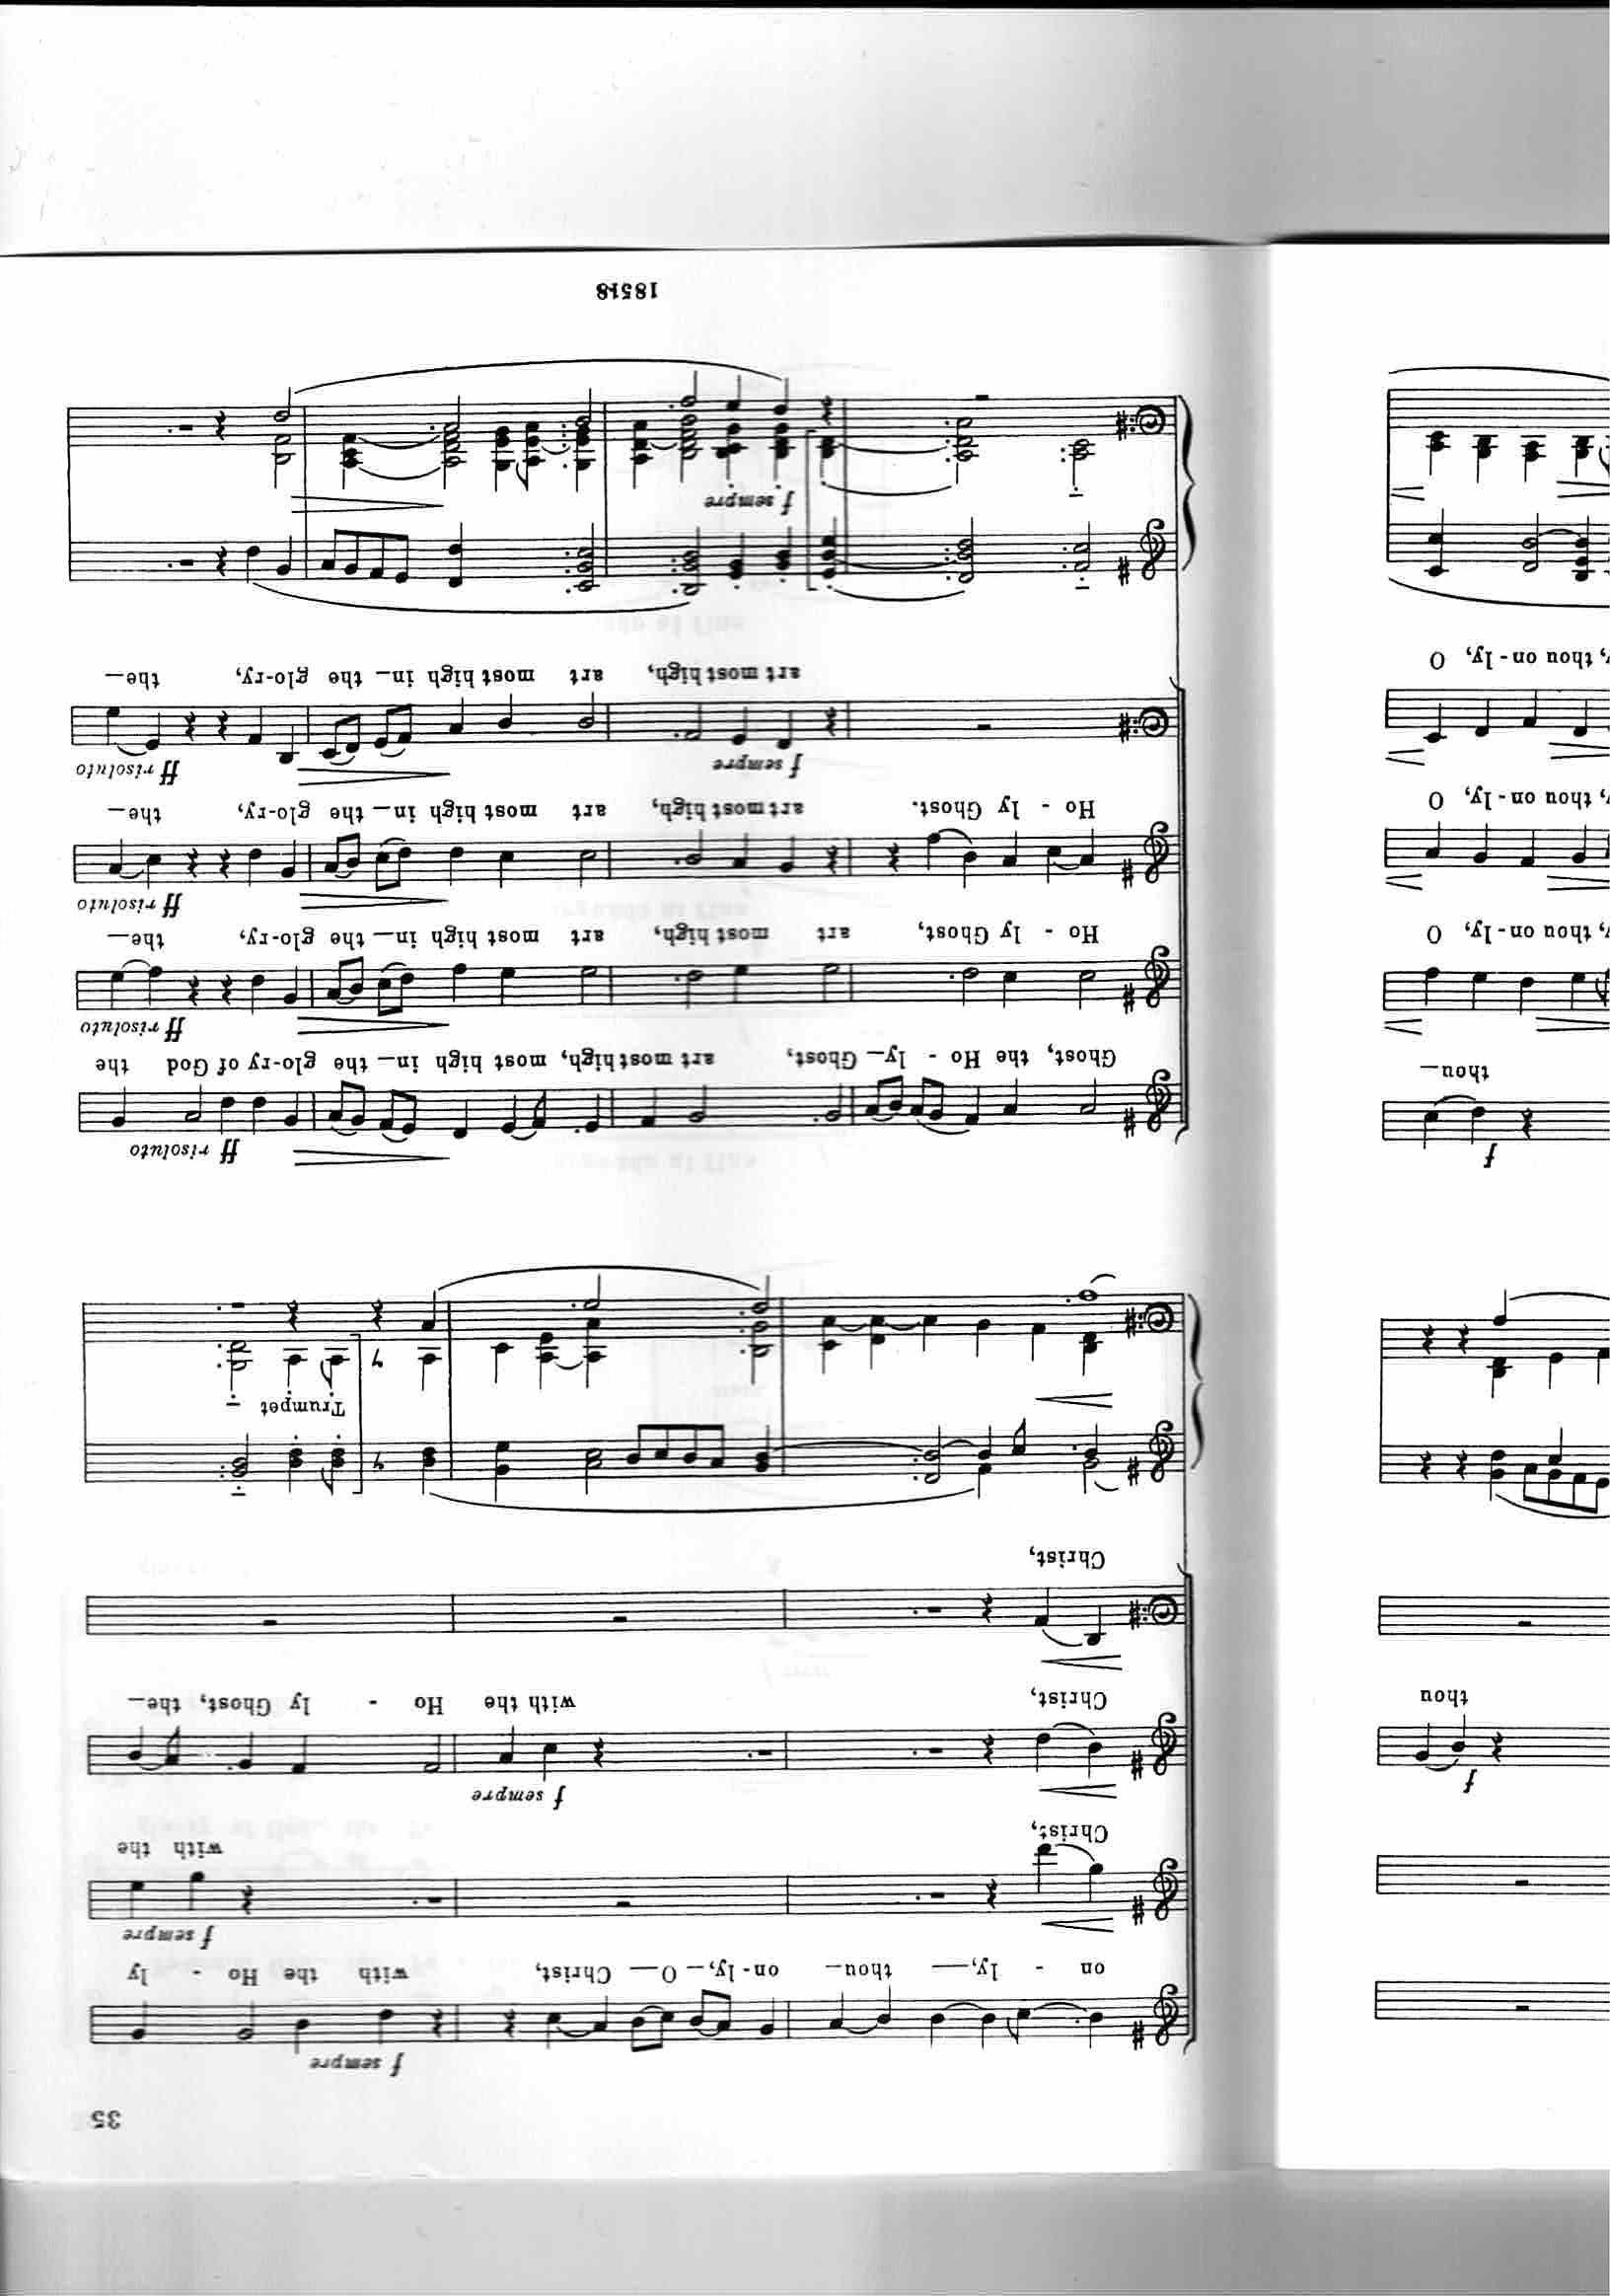 f
thou
f
thou—
thou on-ly, O
thou on-ly, O
thou on-ly, O
35
f sempre
on - ly, — thou— on-ly,— O— Christ, with the Ho - ly
f sempre
Christ, with the
f sempre
Christ, with the Ho - ly Ghost, the—
Christ,
Trumpet
ff risoluto
Ghost, the Ho - ly— Ghost, art most high, most high in— the glo-ry of God the
ff risoluto
Ho - ly Ghost, art most high, art most high in— the glo-ry, the—
ff risoluto
Ho - ly Ghost. art most high, art most high in— the glo-ry, the—
f sempre ff risoluto
art most high, art most high in— the glo-ry, the—
f sempre
18518